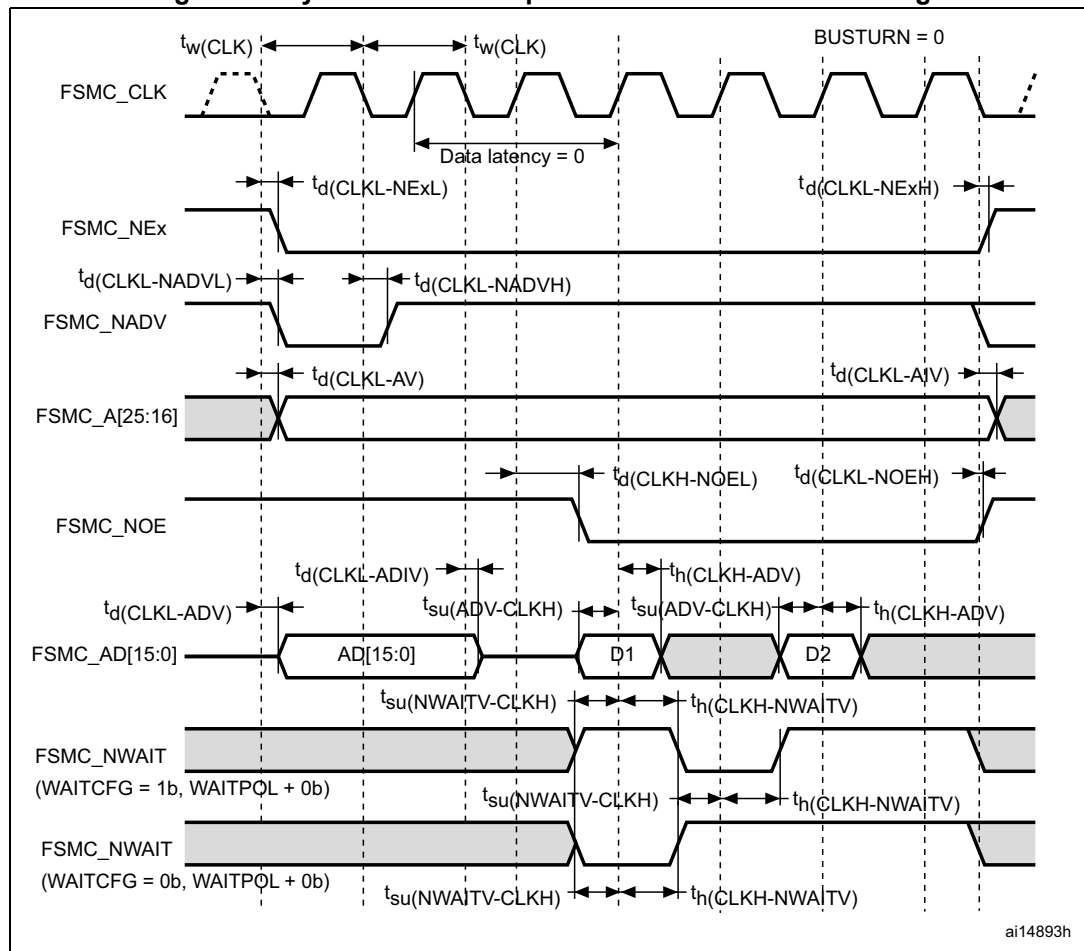 tw(CLK) tw(CLK) BUSTURN = 0
FSMC_CLK
Data latency = 0
td(CLKL-NExL) td(CLKL-NExH)
FSMC_NEx
td(CLKL-NADVL) td(CLKL-NADVH)
FSMC_NADV
td(CLKL-AV) td(CLKL-AIV)
FSMC_A[25:16]
td(CLKH-NOEL) td(CLKL-NOEH)
FSMC_NOE
td(CLKL-ADIV) th(CLKH-ADV)
td(CLKL-ADV) tsu(ADV-CLKH) tsu(ADV-CLKH) th(CLKH-ADV)
FSMC_AD[15:0] AD[15:0] D1 D2
tsu(NWAITV-CLKH) th(CLKH-NWAITV)
FSMC_NWAIT
(WAITCFG = 1b, WAITPOL + 0b)
tsu(NWAITV-CLKH) th(CLKH-NWAITV)
FSMC_NWAIT
(WAITCFG = 0b, WAITPOL + 0b)
tsu(NWAITV-CLKH) th(CLKH-NWAITV)
ai14893h